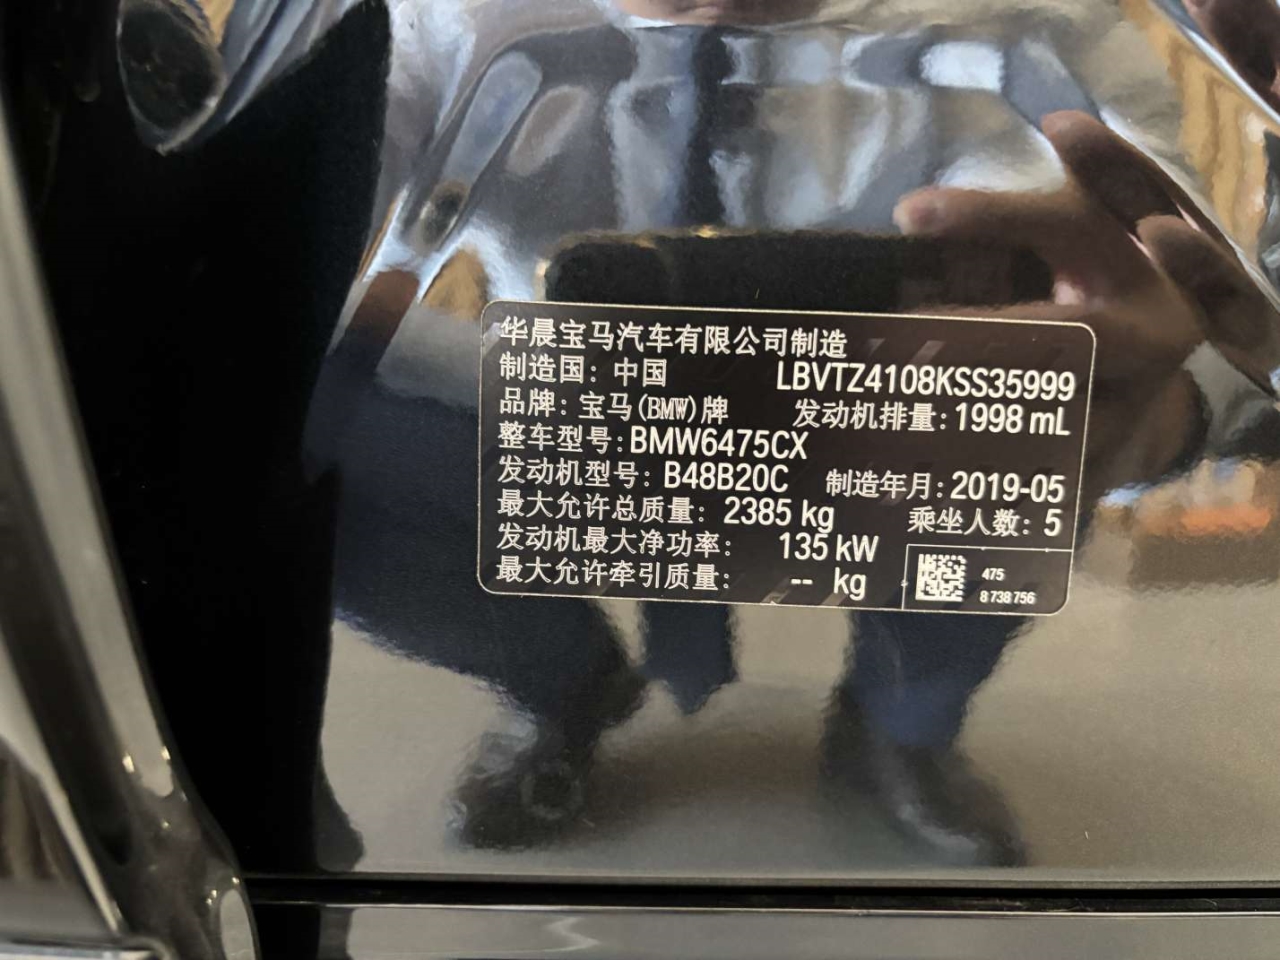 华晨宝马汽车有限公司制造
制造国：中国 LBVTZ4108KSS35999
品牌：宝马(BMW)牌 发动机排量：1998 mL
整车型号：BMW6475CX
发动机型号：B48B20C 制造年月：2019-05
最大允许总质量：2385 kg 乘坐人数：5
发动机最大净功率：135 kW
最大允许牵引质量：-- kg
475
8 738 756